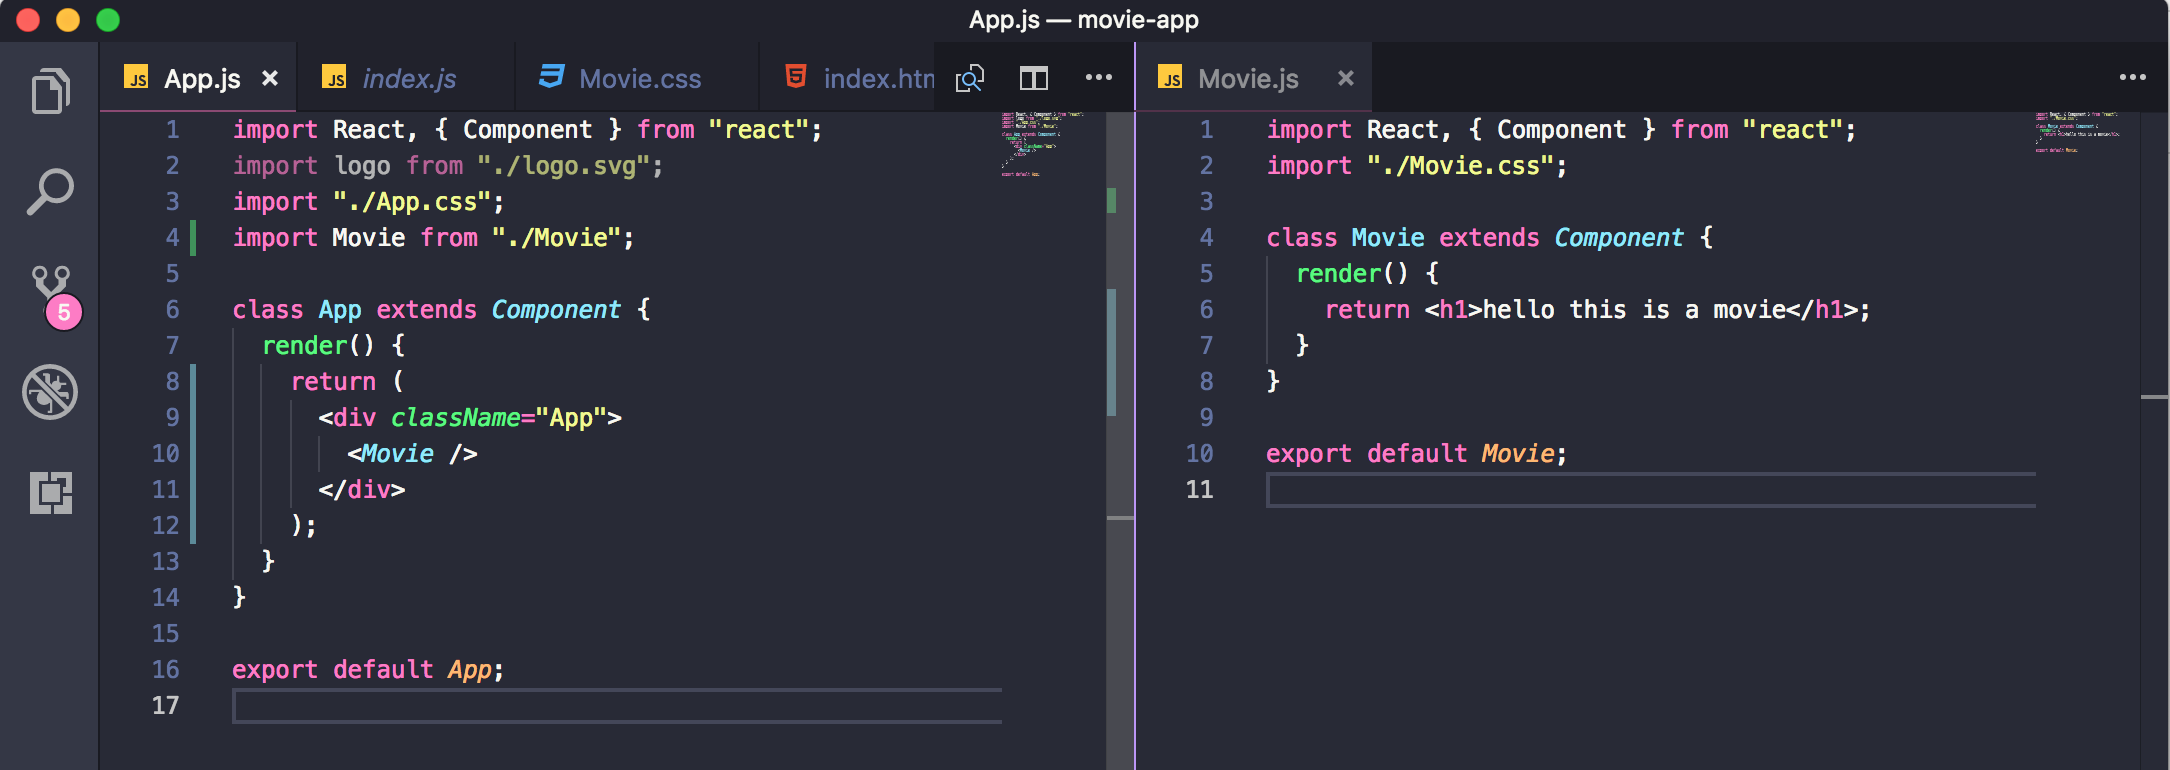 App.js — movie-app
App.js × index.js Movie.css index.htm
1 import React, { Component } from "react";
2 import logo from "./logo.svg";
3 import "./App.css";
4 import Movie from "./Movie";
5
6 class App extends Component {
7 render() {
8 return (
9 <div className="App">
10 <Movie />
11 </div>
12 );
13 }
14 }
15
16 export default App;
17
5
Movie.js ×
1 import React, { Component } from "react";
2 import "./Movie.css";
3
4 class Movie extends Component {
5 render() {
6 return <h1>hello this is a movie</h1>;
7 }
8 }
9
10 export default Movie;
11